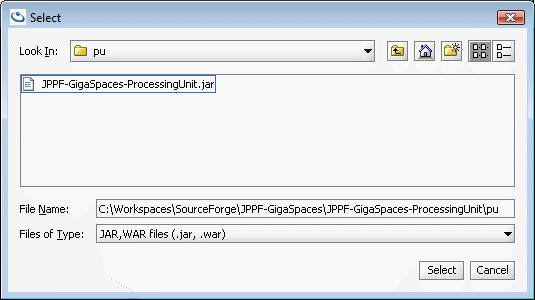 Select
Look In: pu
JPPF-GigaSpaces-ProcessingUnit.jar
File Name: C:\Workspaces\SourceForge\JPPF-GigaSpaces\JPPF-GigaSpaces-ProcessingUnit\pu
Files of Type: JAR,WAR files (.jar, .war)
Select Cancel